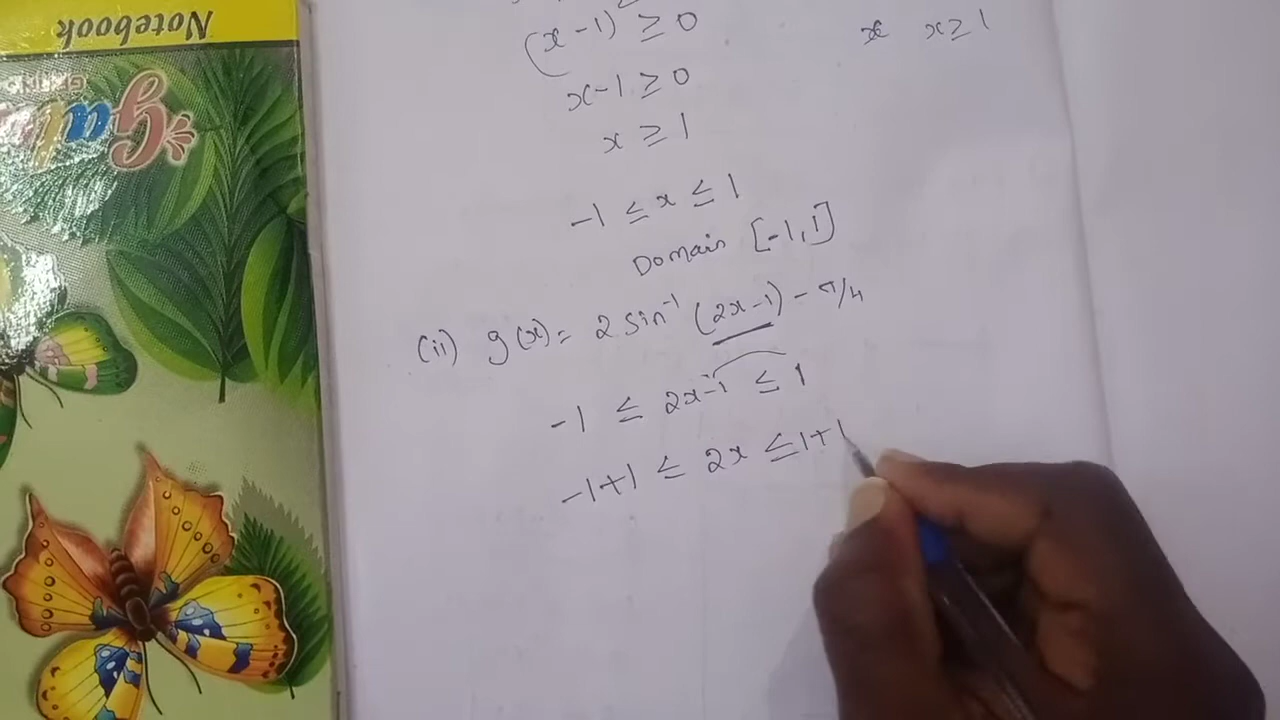 Notebook
(x-1)² ≥ 0
x x ≥ 1
x-1 ≥ 0
x ≥ 1
-1 ≤ x ≤ 1
Domain [-1,1]
(ii) g(x) = 2 sin⁻¹ (2x-1) - π/4
-1 ≤ 2x-1 ≤ 1
-1+1 ≤ 2x ≤ 1+1